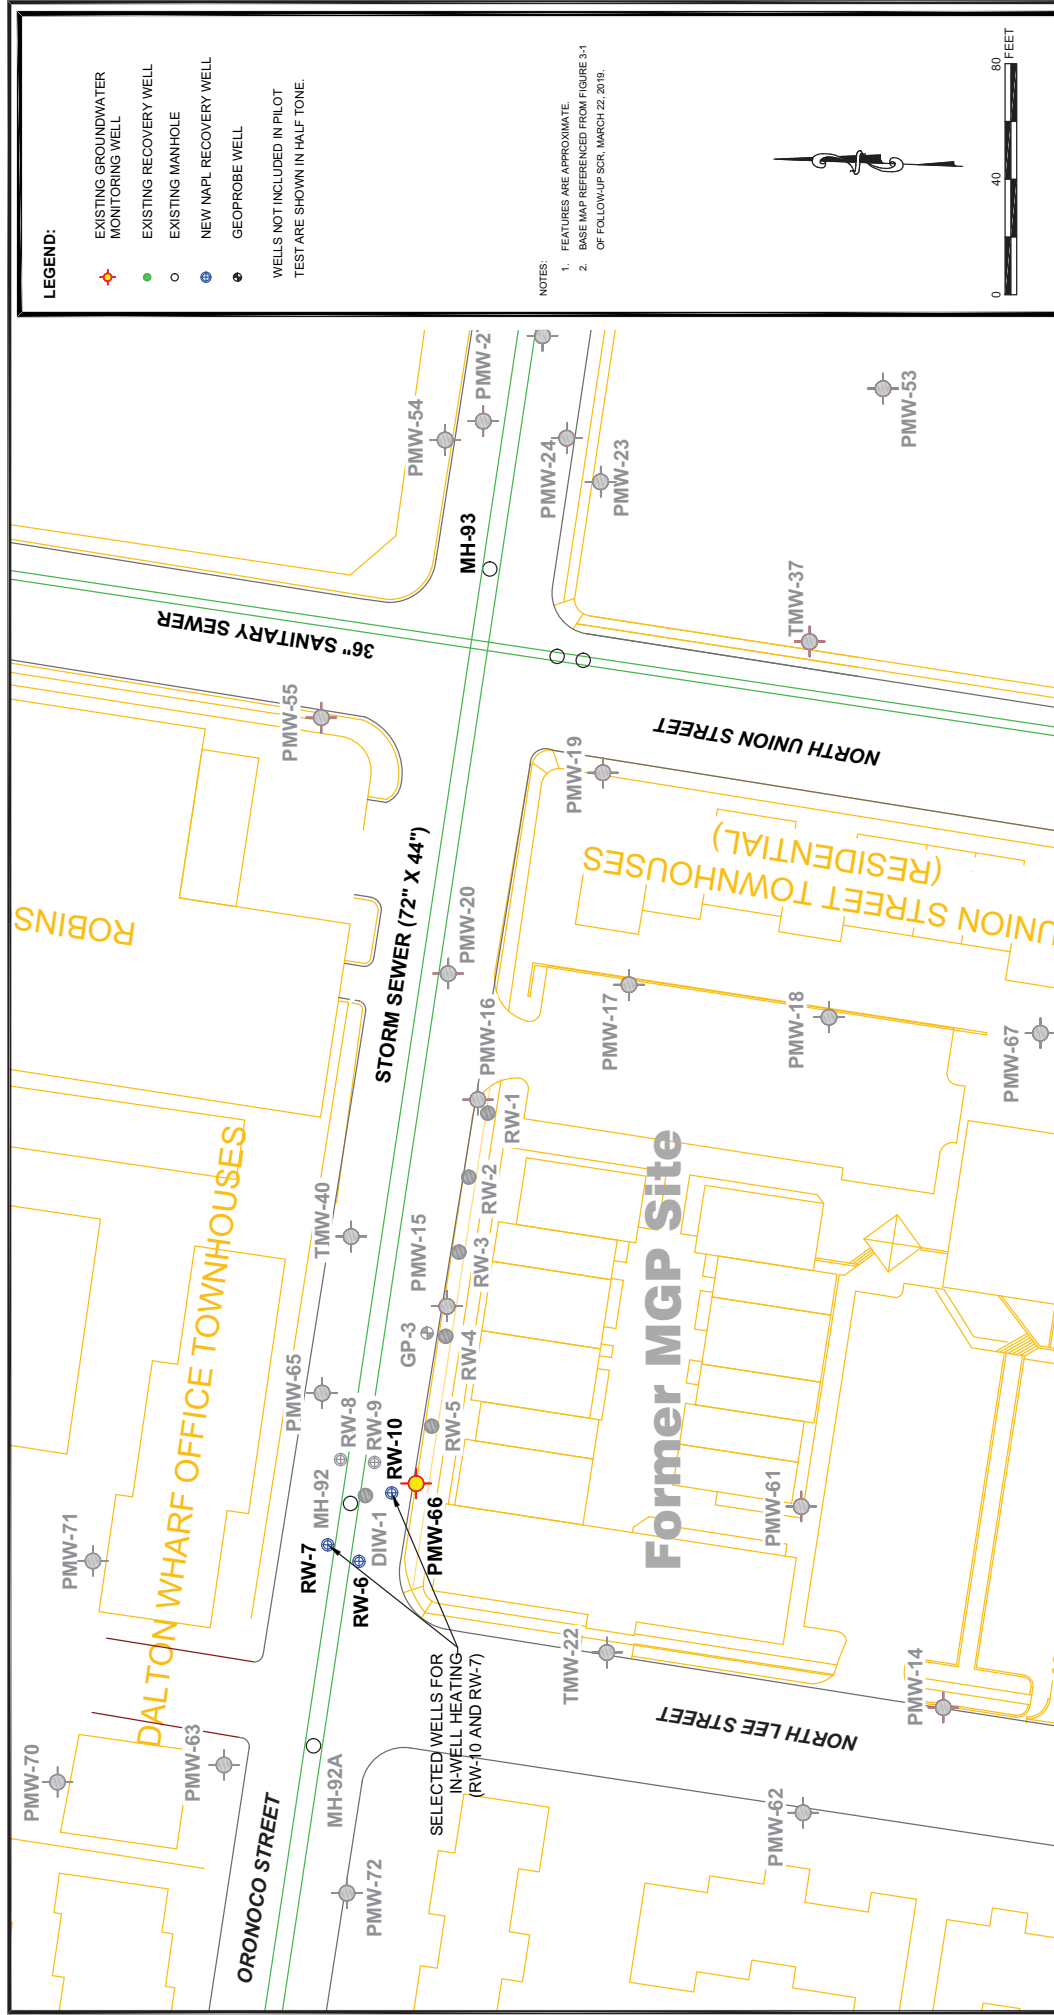 LEGEND:
EXISTING GROUNDWATER
MONITORING WELL
EXISTING RECOVERY WELL
EXISTING MANHOLE
NEW NAPL RECOVERY WELL
GEOPROBE WELL
WELLS NOT INCLUDED IN PILOT
TEST ARE SHOWN IN HALF TONE.
NOTES:
1. FEATURES ARE APPROXIMATE.
2. BASE MAP REFERENCED FROM FIGURE 3-1
OF FOLLOW-UP SCR, MARCH 22, 2019.
0 40 80 FEET
PMW-70
PMW-71
PMW-63
DALTON WHARF OFFICE TOWNHOUSES
ROBINS
36" SANITARY SEWER
PMW-55
PMW-54
PMW-2
PMW-24
PMW-23
PMW-53
MH-93
ORONOCO STREET
MH-92A
PMW-72
RW-7
MH-92
RW-8
RW-9
RW-10
RW-6
DIW-1
PMW-65
TMW-40
STORM SEWER (72" X 44")
PMW-66
RW-5
GP-3
RW-4
PMW-15
RW-3
RW-2
RW-1
PMW-16
PMW-20
PMW-19
NORTH UNION STREET
TMW-37
SELECTED WELLS FOR
IN-WELL HEATING
(RW-10 AND RW-7)
TMW-22
NORTH LEE STREET
PMW-14
PMW-62
PMW-61
Former MGP Site
PMW-17
PMW-18
PMW-67
UNION STREET TOWNHOUSES
(RESIDENTIAL)